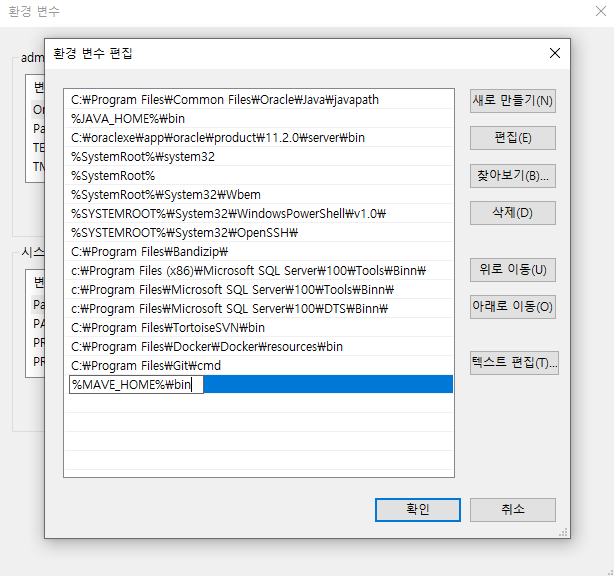 환경 변수
환경 변수 편집
adm
변
Or
Pa
TE
TM
시스
변
Pa
PA
PR
PR
C:₩Program Files₩Common Files₩Oracle₩Java₩javapath
%JAVA_HOME%₩bin
C:₩oraclexe₩app₩oracle₩product₩11.2.0₩server₩bin
%SystemRoot%₩system32
%SystemRoot%
%SystemRoot%₩System32₩Wbem
%SYSTEMROOT%₩System32₩WindowsPowerShell₩v1.0₩
%SYSTEMROOT%₩System32₩OpenSSH₩
C:₩Program Files₩Bandizip₩
c:₩Program Files (x86)₩Microsoft SQL Server₩100₩Tools₩Binn₩
c:₩Program Files₩Microsoft SQL Server₩100₩Tools₩Binn₩
c:₩Program Files₩Microsoft SQL Server₩100₩DTS₩Binn₩
C:₩Program Files₩TortoiseSVN₩bin
C:₩Program Files₩Docker₩Docker₩resources₩bin
C:₩Program Files₩Git₩cmd
%MAVE_HOME%₩bin
새로 만들기(N)
편집(E)
찾아보기(B)...
삭제(D)
위로 이동(U)
아래로 이동(O)
텍스트 편집(T)...
확인
취소